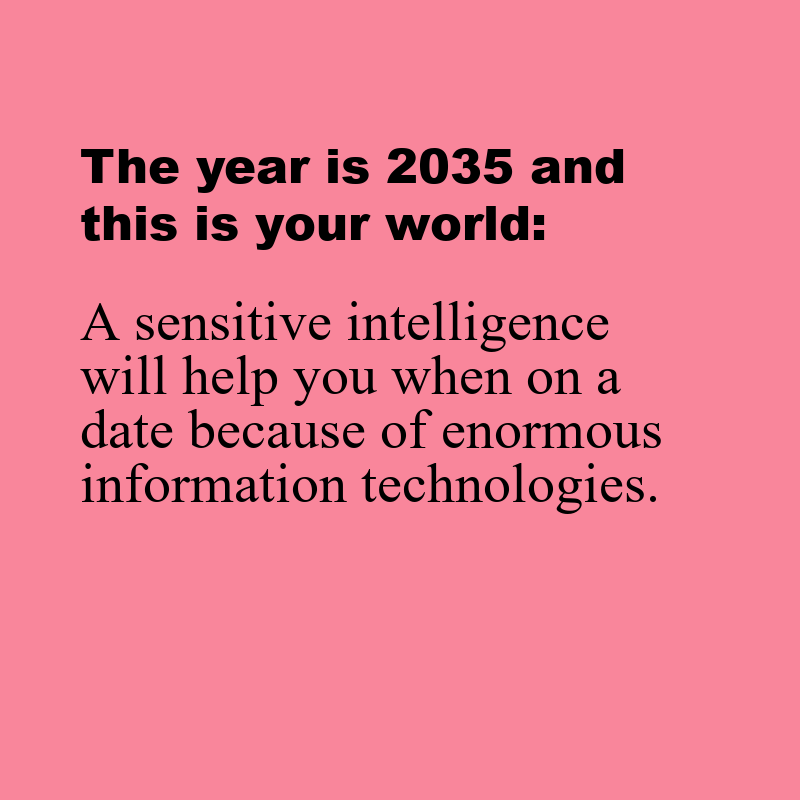 The year is 2035 and
this is your world:
A sensitive intelligence
will help you when on a
date because of enormous
information technologies.